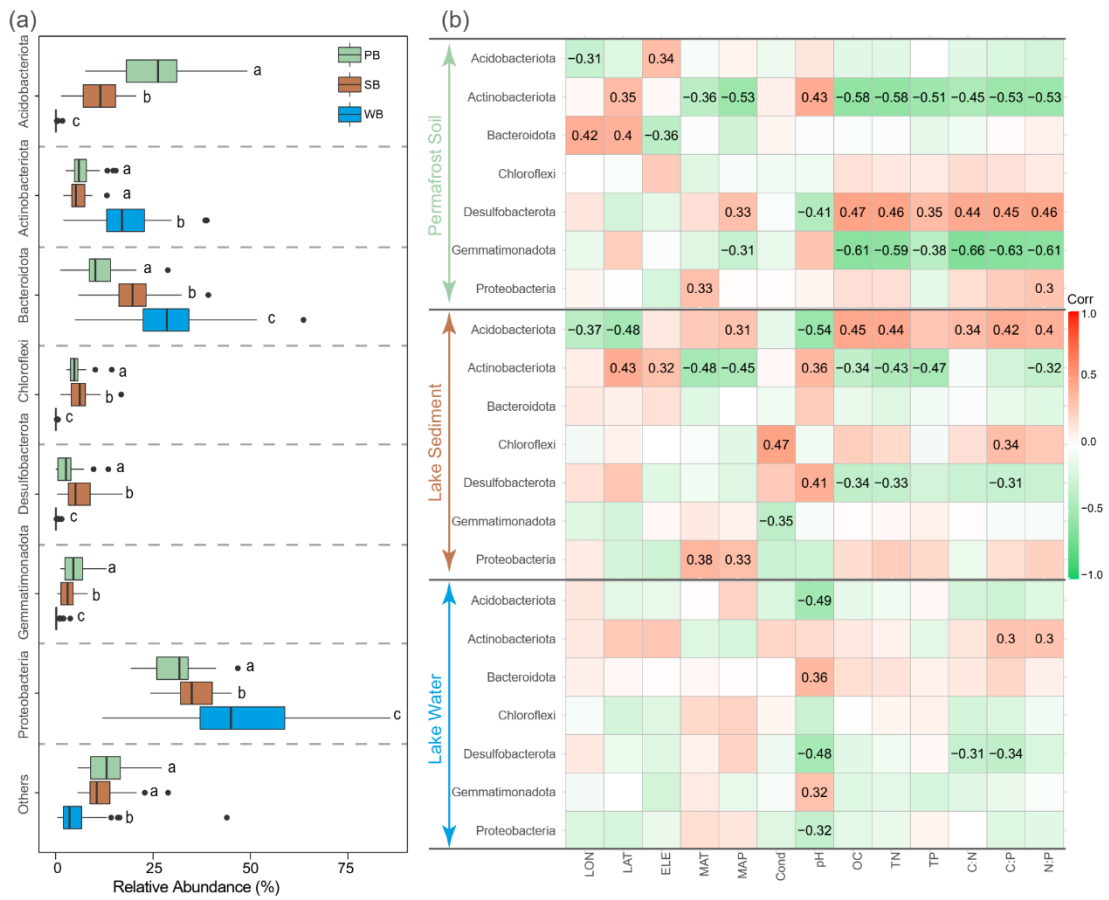 (a)
PB
SB
WB
Acidobacteriota
a
b
c
Actinobacteriota
a
a
b
Bacteroidota
a
b
c
Chloroflexi
a
b
c
Desulfobacterota
a
b
c
Gemmatimonadota
a
b
c
Proteobacteria
a
b
c
Others
a
a
b
0 25 50 75
Relative Abundance (%)
(b)
Permafrost Soil
Acidobacteriota −0.31 0.34
Actinobacteriota 0.35 −0.36 −0.53 0.43 −0.58 −0.58 −0.51 −0.45 −0.53 −0.53
Bacteroidota 0.42 0.4 −0.36
Chloroflexi
Desulfobacterota 0.33 −0.41 0.47 0.46 0.35 0.44 0.45 0.46
Gemmatimonadota −0.31 −0.61 −0.59 −0.38 −0.66 −0.63 −0.61
Proteobacteria 0.33 0.3
Lake Sediment
Acidobacteriota −0.37 −0.48 0.31 −0.54 0.45 0.44 0.34 0.42 0.4
Actinobacteriota 0.43 0.32 −0.48 −0.45 0.36 −0.34 −0.43 −0.47 −0.32
Bacteroidota
Chloroflexi 0.47 0.34
Desulfobacterota 0.41 −0.34 −0.33 −0.31
Gemmatimonadota −0.35
Proteobacteria 0.38 0.33
Lake Water
Acidobacteriota −0.49
Actinobacteriota 0.3 0.3
Bacteroidota 0.36
Chloroflexi
Desulfobacterota −0.48 −0.31 −0.34
Gemmatimonadota 0.32
Proteobacteria −0.32
LON LAT ELE MAT MAP Cond pH OC TN TP C:N C:P N:P
Corr
1.0
0.5
0.0
−0.5
−1.0